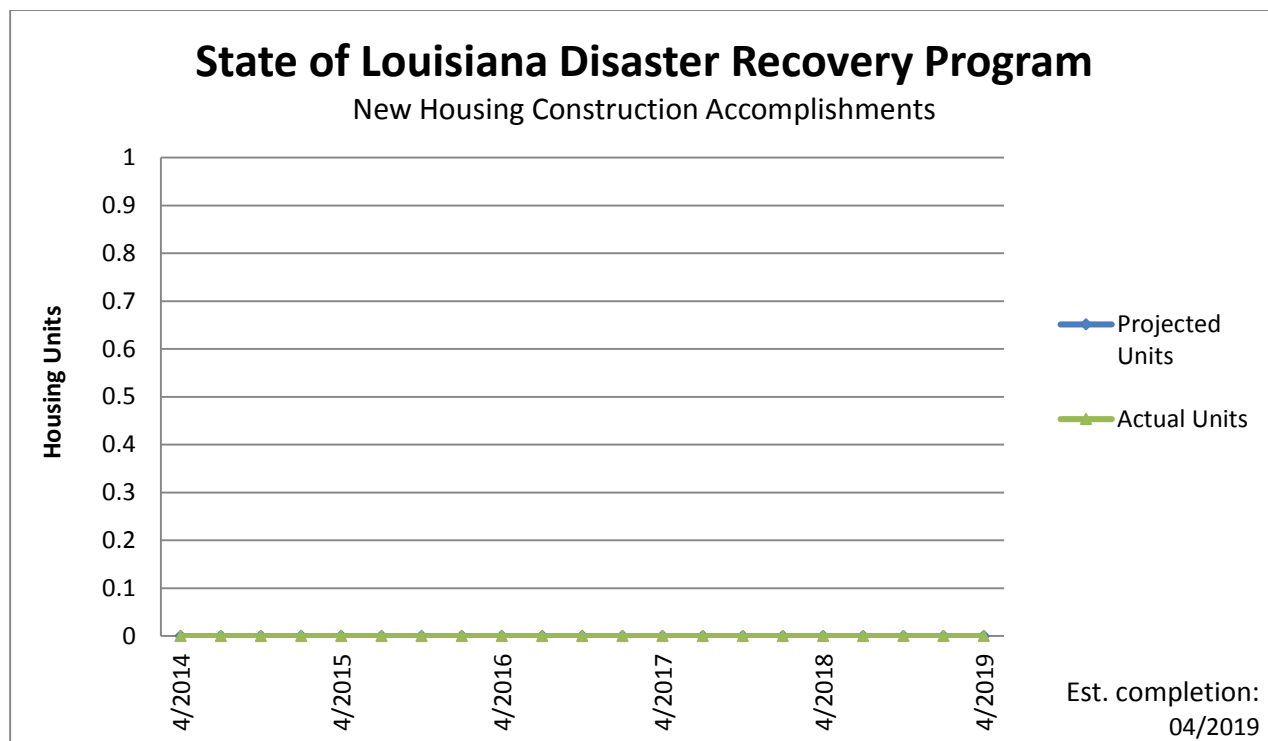 State of Louisiana Disaster Recovery Program
New Housing Construction Accomplishments
1
0.9
0.8
0.7
0.6
0.5
0.4
0.3
0.2
0.1
0
Housing Units
4/2014
4/2015
4/2016
4/2017
4/2018
4/2019
Projected
Units
Actual Units
Est. completion:
04/2019